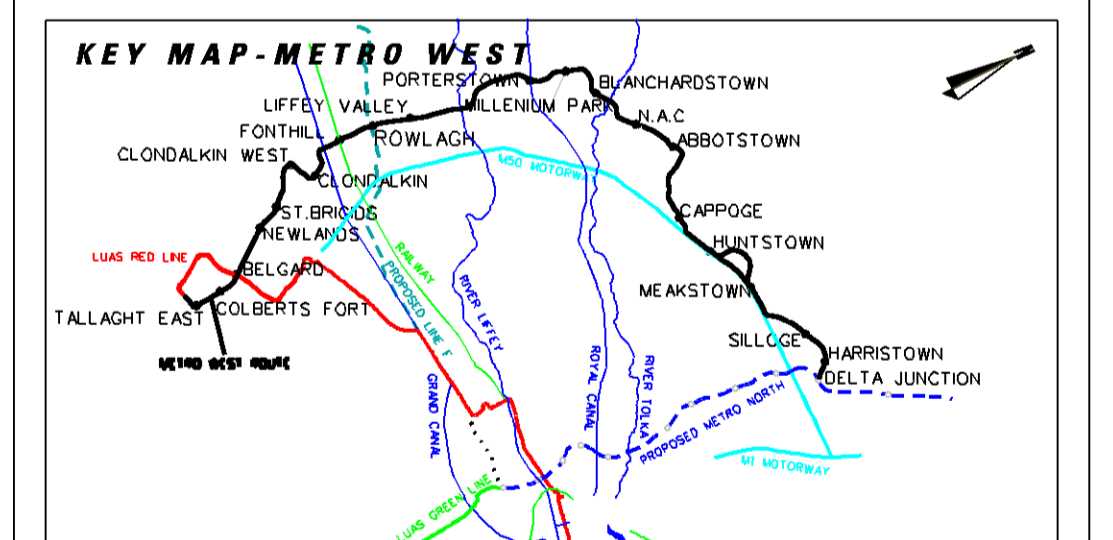 KEY MAP-METRO WEST
PORTERSTOWN
BLANCHARDSTOWN
LIFFEY VALLEY
MILLENIUM PARK
N.A.C
FONTHILL
ROWLAGH
ABBOTSTOWN
CLONDALKIN WEST
M50 MOTORWAY
CLONDALKIN
ST.BRIGIDS
CAPPOGE
NEWLANDS
HUNTSTOWN
LUAS RED LINE
RAILWAY
BELGARD
PROPOSED LINE F
RIVER LIFFEY
MEAKSTOWN
TALLAGHT EAST
COLBERTS FORT
SILLOGE
METRO WEST ROUTE
HARRISTOWN
DELTA JUNCTION
GRAND CANAL
ROYAL CANAL
RIVER TOLKA
PROPOSED METRO NORTH
M1 MOTORWAY
LUAS GREEN LINE